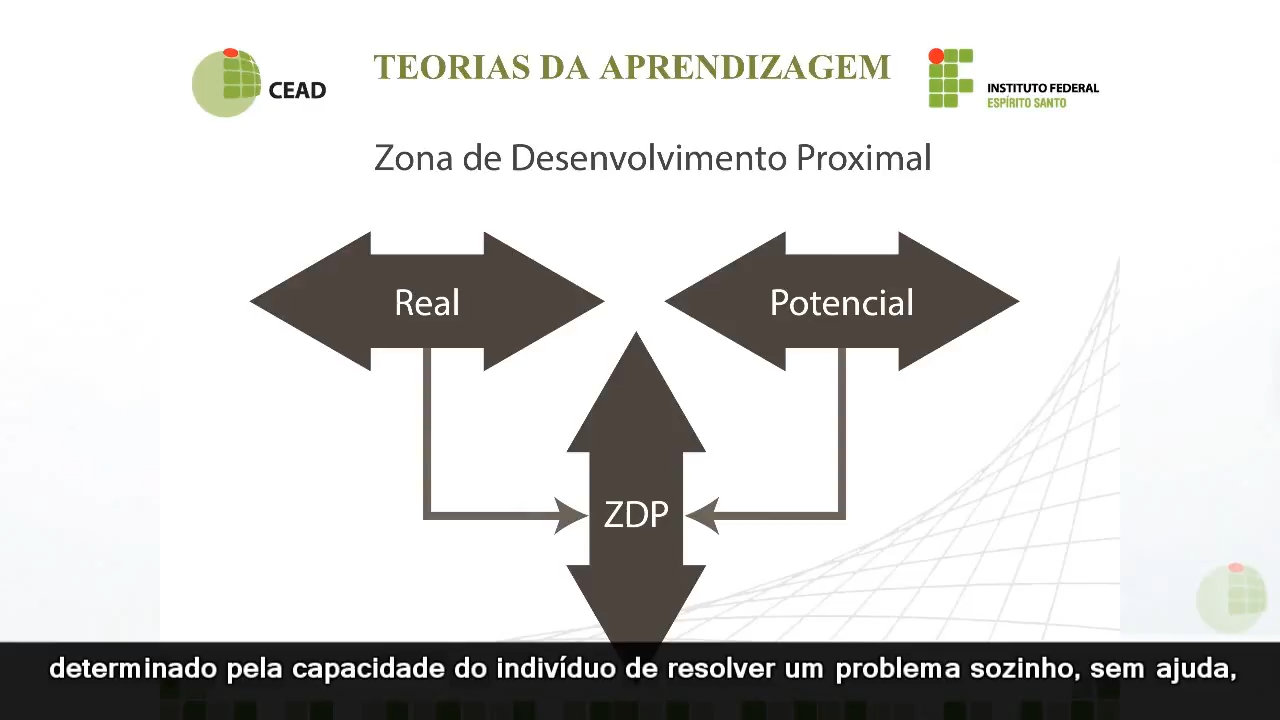 TEORIAS DA APRENDIZAGEM
CEAD
INSTITUTO FEDERAL
ESPÍRITO SANTO
Zona de Desenvolvimento Proximal
Real
Potencial
ZDP
determinado pela capacidade do indivíduo de resolver um problema sozinho, sem ajuda,